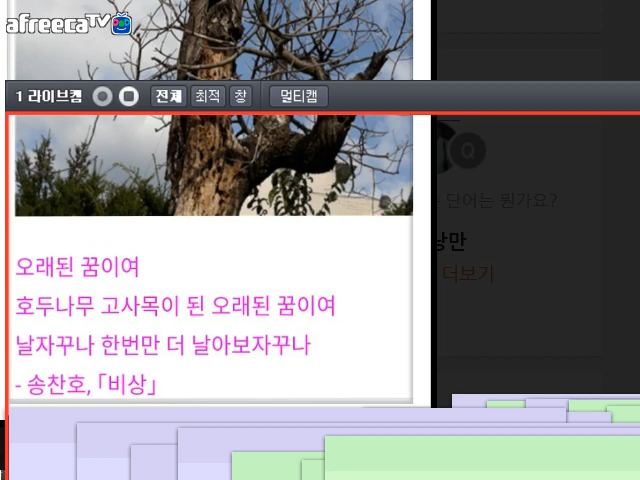 afreecaTV
1 라이브캠 전체 최적 창 멀티캠
Q
단어는 뭔가요?
낭만
더보기
오래된 꿈이여
호두나무 고사목이 된 오래된 꿈이여
날자꾸나 한번만 더 날아보자꾸나
- 송찬호, 「비상」